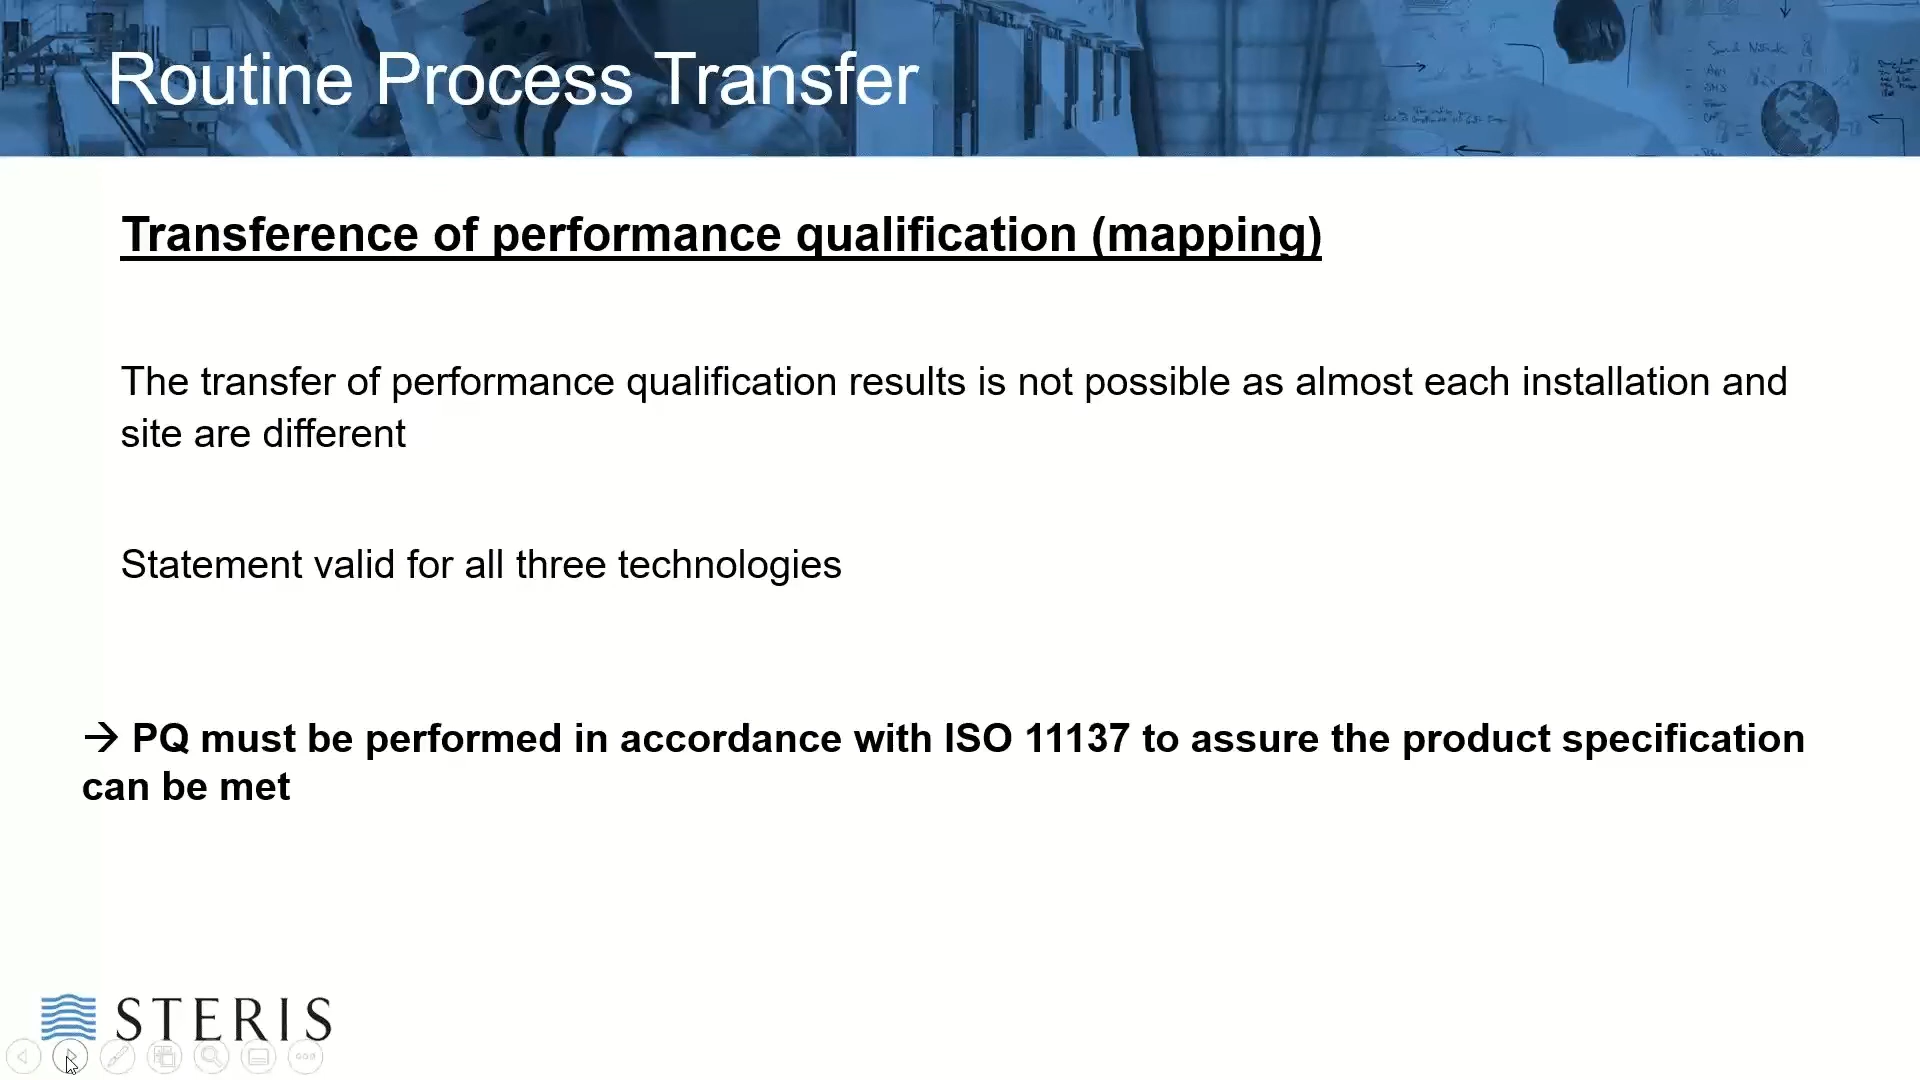 Routine Process Transfer
Transference of performance qualification (mapping)
The transfer of performance qualification results is not possible as almost each installation and
site are different
Statement valid for all three technologies
→ PQ must be performed in accordance with ISO 11137 to assure the product specification
can be met
STERIS